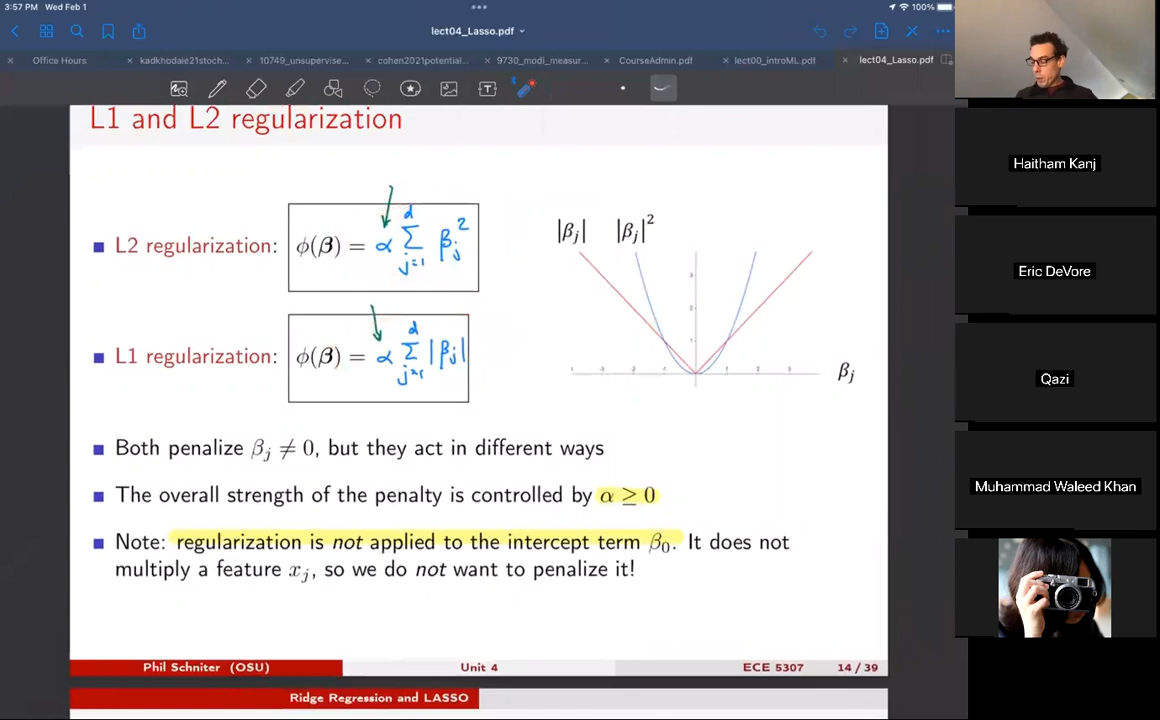 3:57 PM Wed Feb 1
100%
lect04_Lasso.pdf
Office Hours
kadkhodaie21stoch...
10749_unsupervise...
cohen2021potential...
9730_modi_measur...
CourseAdmin.pdf
lect00_introML.pdf
lect04_Lasso.pdf
L1 and L2 regularization
L2 regularization: ϕ(β) = α ∑_{j=1}^{d} β_j^2
|β_j| |β_j|^2
L1 regularization: ϕ(β) = α ∑_{j=1}^{d} |β_j|
β_j
Both penalize β_j ≠ 0, but they act in different ways
The overall strength of the penalty is controlled by α ≥ 0
Note: regularization is not applied to the intercept term β_0. It does not
multiply a feature x_j, so we do not want to penalize it!
Phil Schniter (OSU) Unit 4 ECE 5307 14 / 39
Ridge Regression and LASSO
Haitham Kanj
Eric DeVore
Qazi
Muhammad Waleed Khan